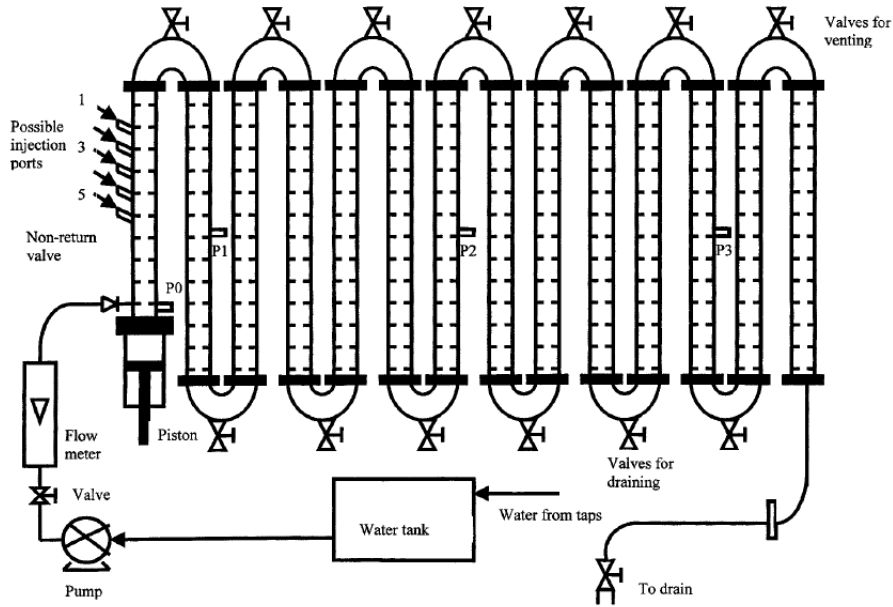 Valves for
venting
1
Possible
injection
ports
3
5
Non-return
valve
P0
P1
P2
P3
Flow
meter
Piston
Valves for
draining
Valve
Water tank
Water from taps
Pump
To drain